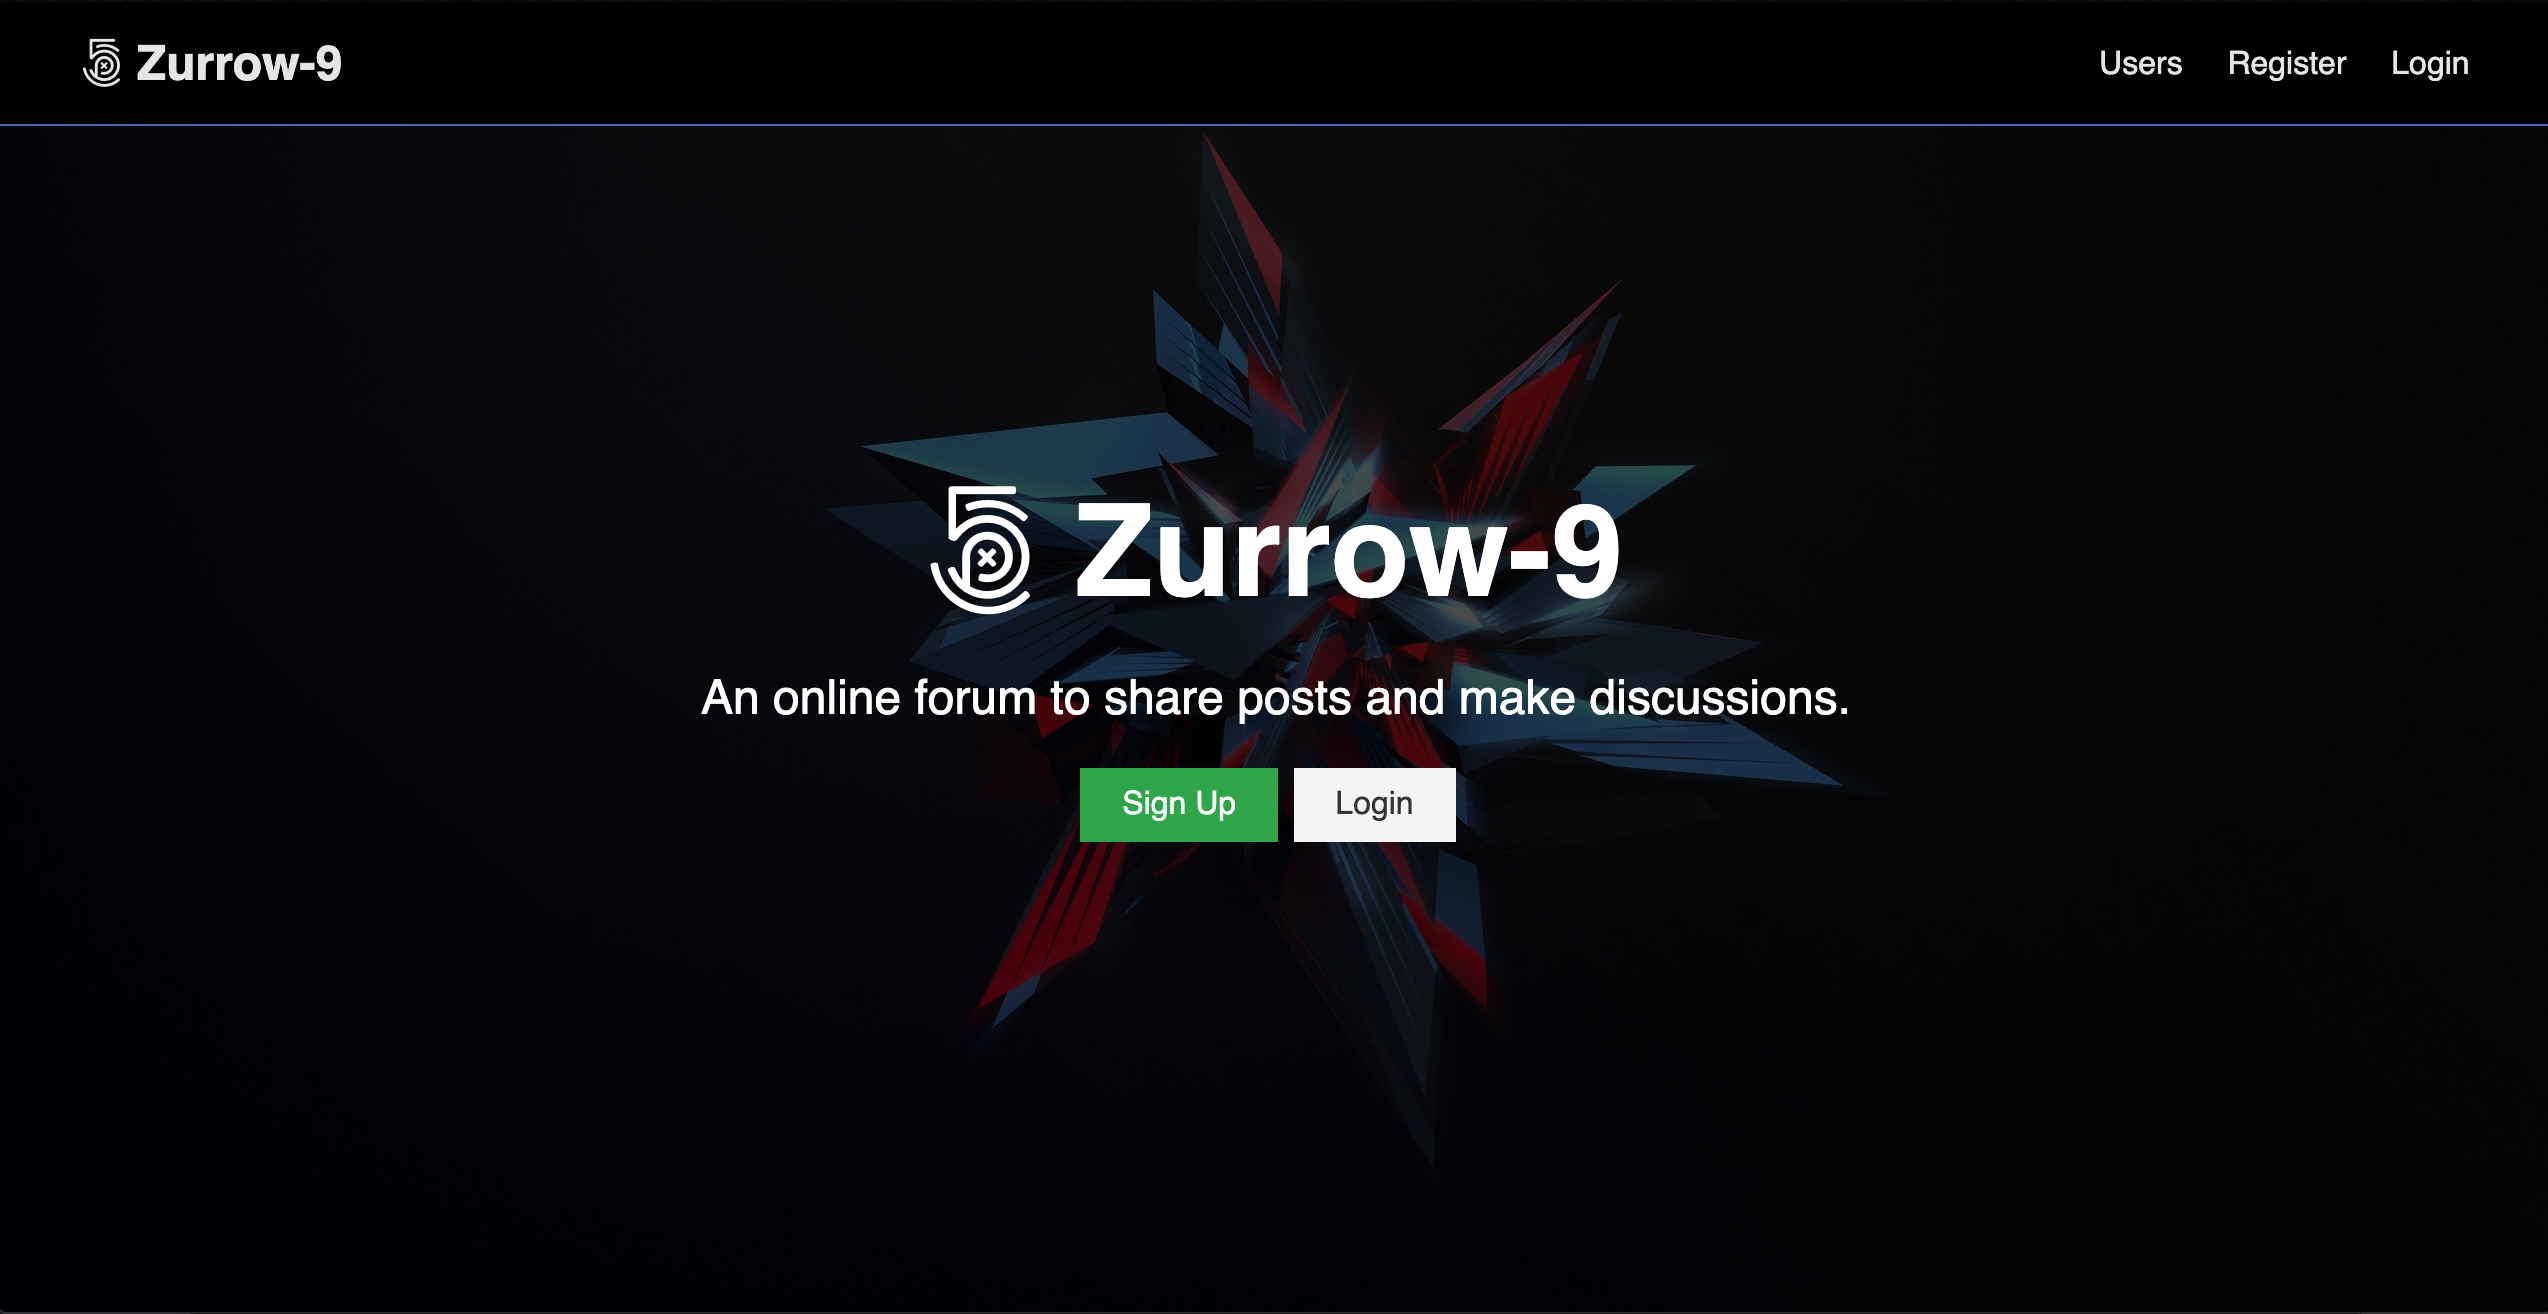 Zurrow-9
Users Register Login
Zurrow-9
An online forum to share posts and make discussions.
Sign Up Login